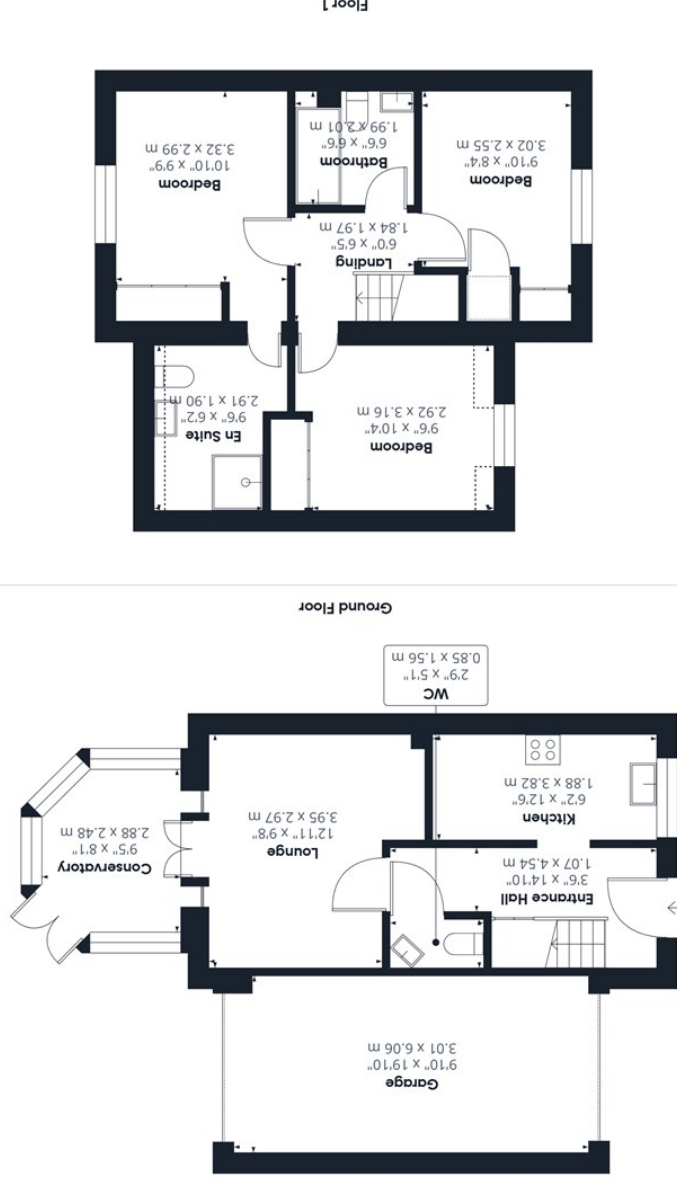 Garage
9'10" x 19'10"
3.01 x 6.06 m
Entrance Hall
3'6" x 14'10"
1.07 x 4.54 m
Kitchen
6'2" x 12'6"
1.88 x 3.82 m
Lounge
12'11" x 9'8"
3.95 x 2.97 m
Conservatory
9'5" x 8'1"
2.88 x 2.48 m
WC
2'9" x 5'1"
0.85 x 1.56 m
Ground Floor
Bedroom
9'6" x 10'4"
2.92 x 3.16 m
En Suite
9'6" x 6'2"
2.91 x 1.90 m
Landing
6'0" x 6'5"
1.84 x 1.97 m
Bedroom
9'10" x 8'4"
3.02 x 2.55 m
Bathroom
6'6" x 6'6"
1.99 x 2.01 m
Bedroom
10'10" x 9'9"
3.32 x 2.99 m
Floor 1